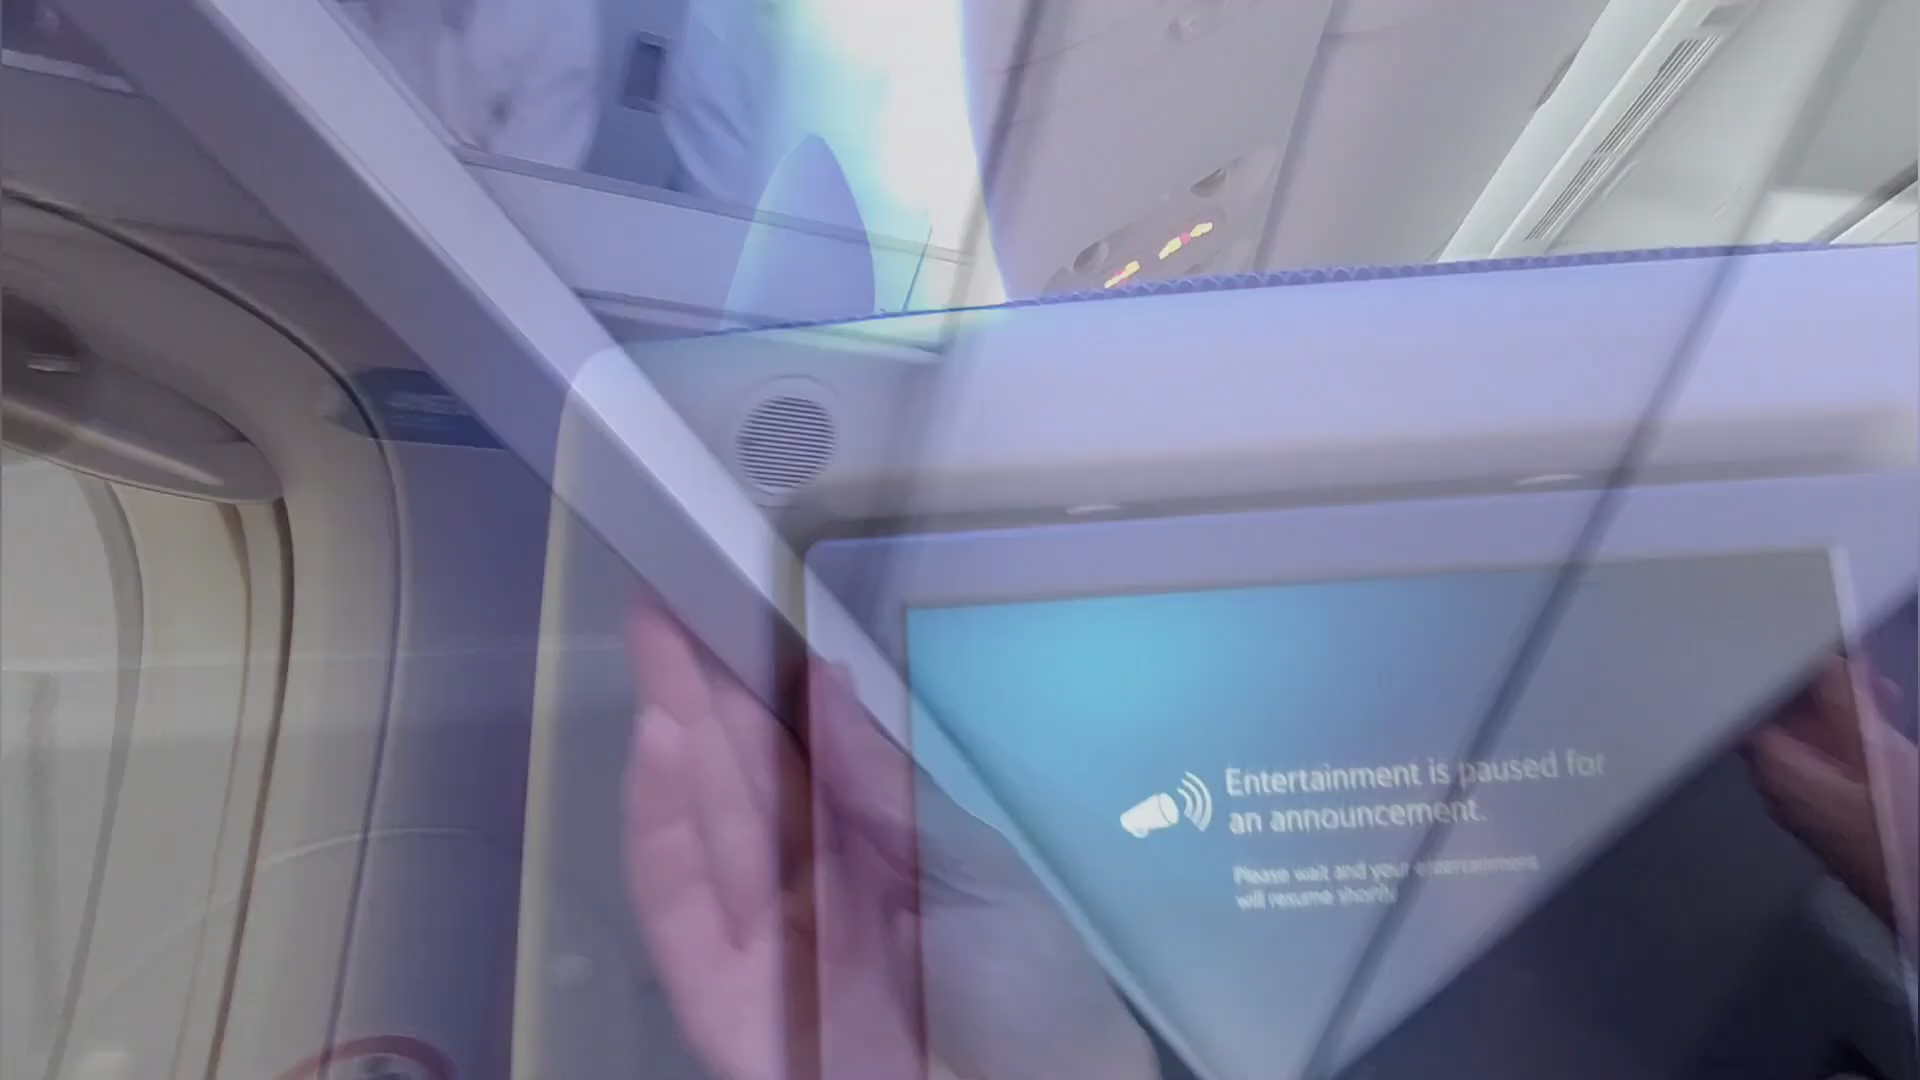 Entertainment is paused for
an announcement.
Please wait and your entertainment
will resume shortly.